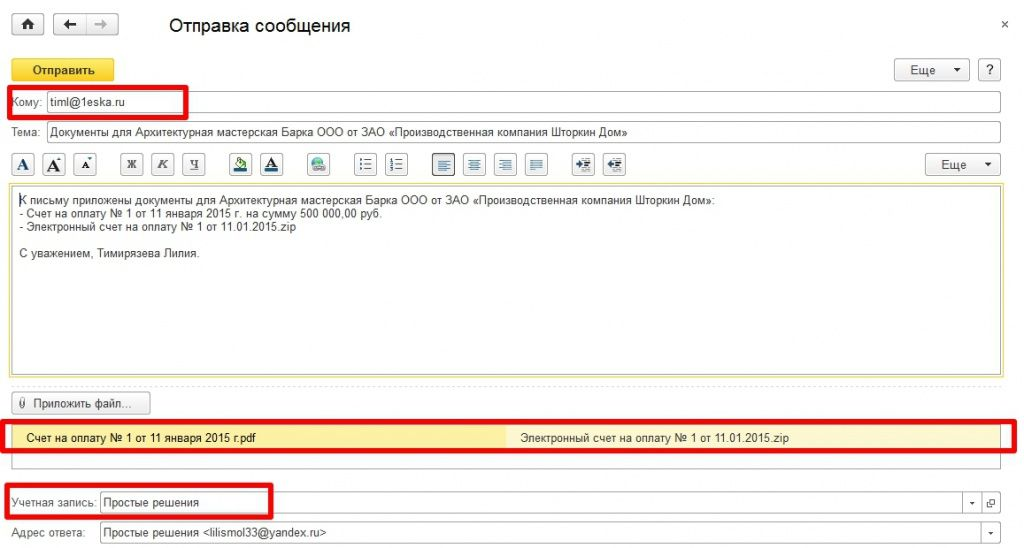 Отправка сообщения
Отправить
Еще
?
Кому: timl@1eska.ru
Тема: Документы для Архитектурная мастерская Барка ООО от ЗАО «Производственная компания Шторкин Дом»
А А А Ж К Ч А
Еще
К письму приложены документы для Архитектурная мастерская Барка ООО от ЗАО «Производственная компания Шторкин Дом»:
- Счет на оплату № 1 от 11 января 2015 г. на сумму 500 000,00 руб.
- Электронный счет на оплату № 1 от 11.01.2015.zip
С уважением, Тимирязева Лилия.
Приложить файл...
Счет на оплату № 1 от 11 января 2015 г.pdf
Электронный счет на оплату № 1 от 11.01.2015.zip
Учетная запись: Простые решения
Адрес ответа: Простые решения <lilismol33@yandex.ru>